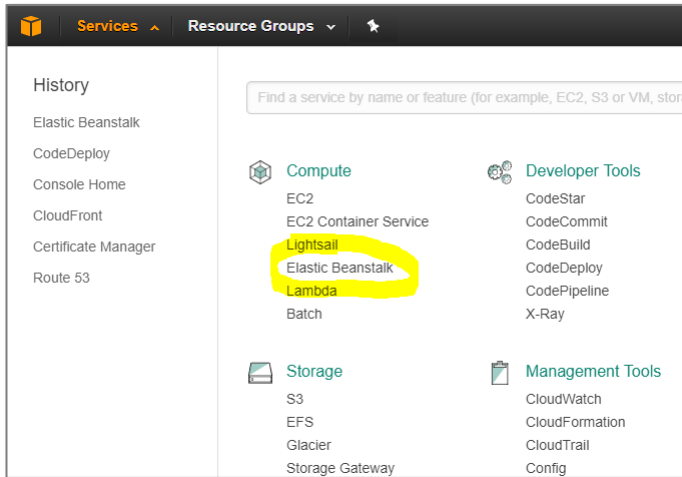 Services Resource Groups
History
Elastic Beanstalk
CodeDeploy
Console Home
CloudFront
Certificate Manager
Route 53
Find a service by name or feature (for example, EC2, S3 or VM, stor
Compute
EC2
EC2 Container Service
Lightsail
Elastic Beanstalk
Lambda
Batch
Developer Tools
CodeStar
CodeCommit
CodeBuild
CodeDeploy
CodePipeline
X-Ray
Storage
S3
EFS
Glacier
Storage Gateway
Management Tools
CloudWatch
CloudFormation
CloudTrail
Config